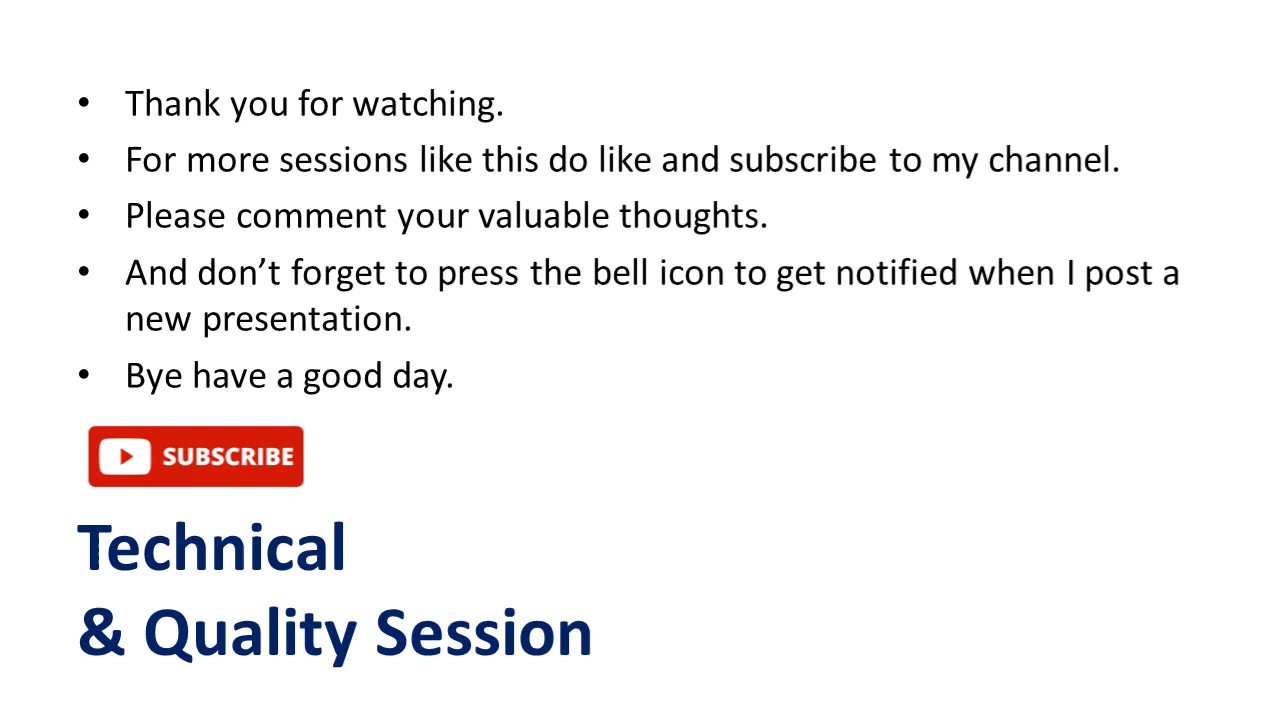 • Thank you for watching.
• For more sessions like this do like and subscribe to my channel.
• Please comment your valuable thoughts.
• And don’t forget to press the bell icon to get notified when I post a
new presentation.
• Bye have a good day.
SUBSCRIBE
Technical
& Quality Session